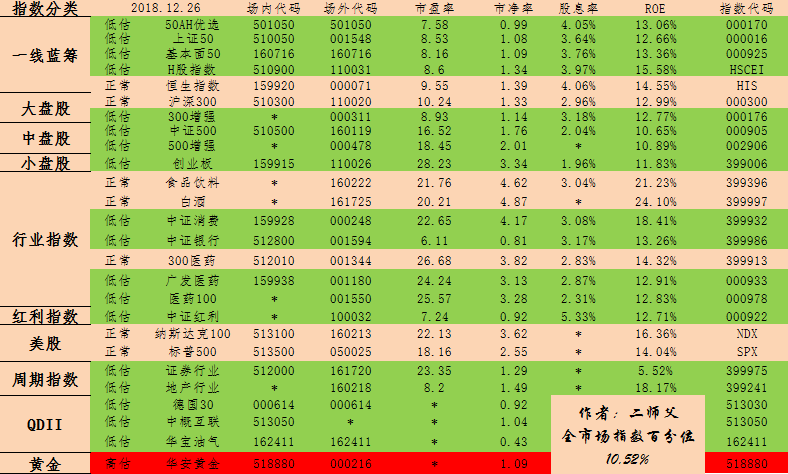 指数分类 2018.12.26 场内代码 场外代码 市盈率 市净率 股息率 ROE 指数代码
一线蓝筹
低估 50AH优选 501050 501050 7.58 0.99 4.05% 13.06% 000170
低估 上证50 510050 001548 8.53 1.08 3.64% 12.66% 000016
低估 基本面50 160716 160716 8.16 1.09 3.76% 13.36% 000925
低估 H股指数 510900 110031 8.6 1.34 3.97% 15.58% HSCEI
正常 恒生指数 159920 000071 9.55 1.39 4.06% 14.55% HIS
大盘股
正常 沪深300 510300 110020 10.24 1.33 2.96% 12.99% 000300
低估 300增强 * 000311 8.93 1.14 3.18% 12.77% 000176
中盘股
低估 中证500 510500 160119 16.52 1.76 2.04% 10.65% 000905
低估 500增强 * 000478 18.45 2.01 * 10.89% 002906
小盘股 低估 创业板 159915 110026 28.23 3.34 1.96% 11.83% 399006
行业指数
正常 食品饮料 * 160222 21.76 4.62 3.04% 21.23% 399396
正常 白酒 * 161725 20.21 4.87 * 24.10% 399997
低估 中证消费 159928 000248 22.65 4.17 3.08% 18.41% 399932
低估 中证银行 512800 001594 6.11 0.81 3.17% 13.26% 399986
正常 300医药 512010 001344 26.68 3.82 2.83% 14.32% 399913
低估 广发医药 159938 001180 24.24 3.13 2.87% 12.91% 000933
低估 医药100 * 001550 25.57 3.28 2.31% 12.83% 000978
红利指数 低估 中证红利 * 100032 7.24 0.92 5.33% 12.71% 000922
美股
正常 纳斯达克100 513100 160213 22.13 3.62 * 16.36% NDX
正常 标普500 513500 050025 18.16 2.55 * 14.04% SPX
周期指数
低估 证券行业 512000 161720 23.35 1.29 * 5.52% 399975
低估 地产行业 * 160218 8.2 1.49 * 18.17% 399241
QDII
低估 德国30 000614 000614 * 0.92 513030
低估 中概互联 513050 * * 1.04 513050
低估 华宝油气 162411 162411 * 0.43 162411
黄金 高估 华安黄金 518880 000216 * 1.09 518880
作者：二师父
全市场指数百分位
10.52%